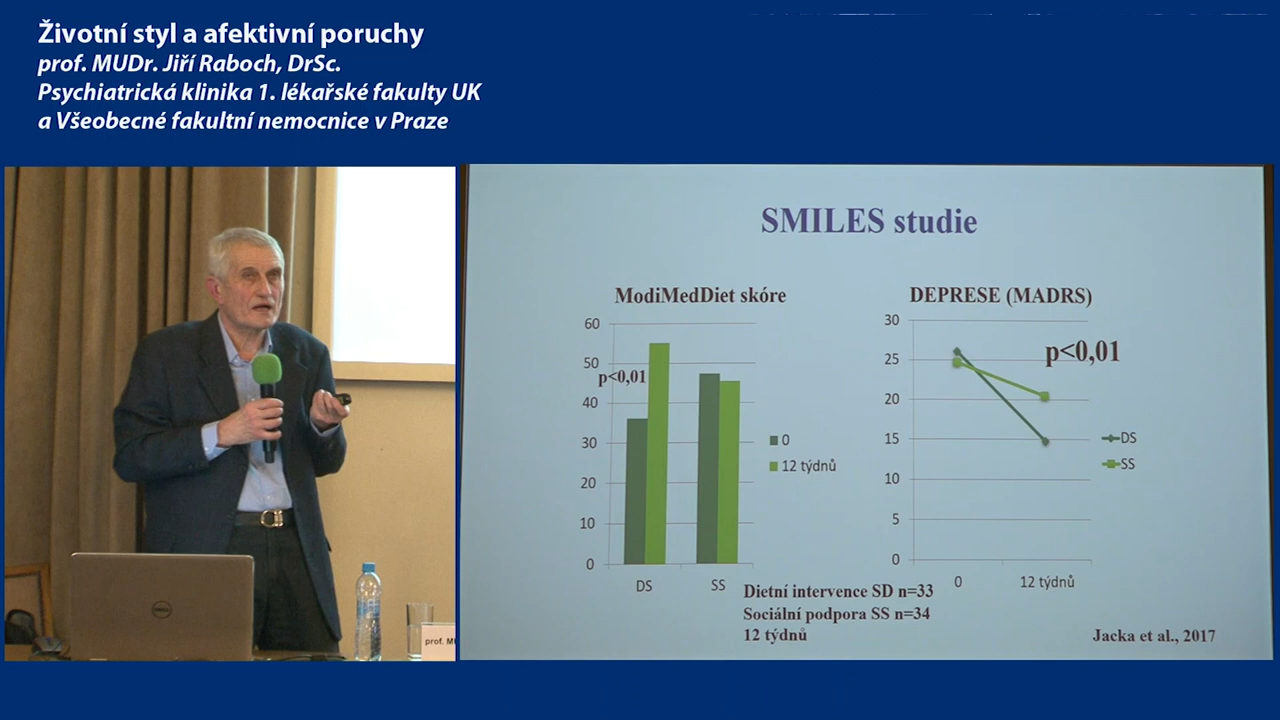 Životní styl a afektivní poruchy
prof. MUDr. Jiří Raboch, DrSc.
Psychiatrická klinika 1. lékařské fakulty UK
a Všeobecné fakultní nemocnice v Praze
SMILES studie
ModiMedDiet skóre
60
50
40
30
20
10
0
p<0,01
DS
SS
0
12 týdnů
DEPRESE (MADRS)
30
25
20
15
10
5
0
p<0,01
0
12 týdnů
DS
SS
Dietní intervence SD n=33
Sociální podpora SS n=34
12 týdnů
Jacka et al., 2017
DELL
prof. M